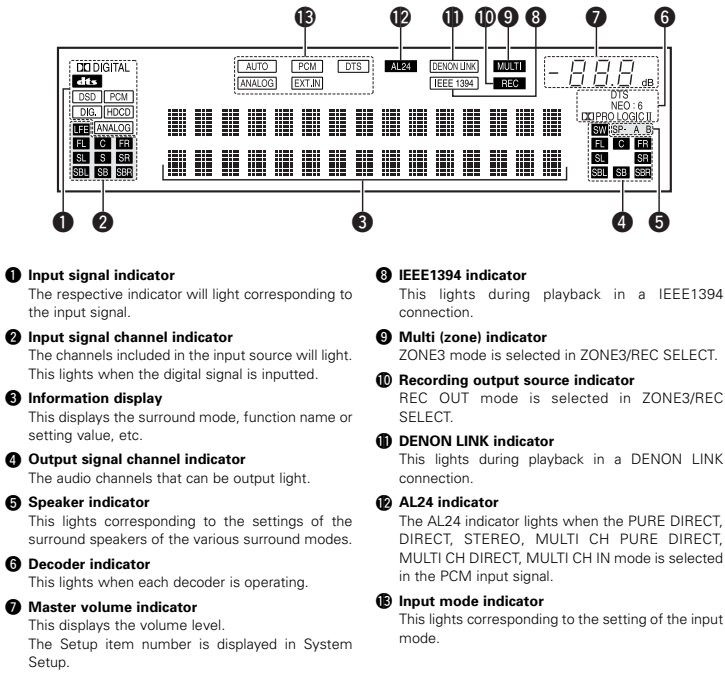 ⓭ ⓬ ⓫ ❿ ❾ ❽ ❼ ❻
DIGITAL
dts
DSD PCM
DIG. HDCD
LFE ANALOG
FL C FR
SL S SR
SBL SB SBR
AUTO PCM DTS
ANALOG EXT.IN
AL24 DENON LINK MULTI
IEEE 1394 REC
-88.8 dB
DTS
NEO : 6
PRO LOGIC II
SW SP- A B
FL C FR
SL SR
SBL SB SBR
❶ ❷ ❸ ❹ ❺
❶ Input signal indicator
The respective indicator will light corresponding to
the input signal.
❷ Input signal channel indicator
The channels included in the input source will light.
This lights when the digital signal is inputted.
❸ Information display
This displays the surround mode, function name or
setting value, etc.
❹ Output signal channel indicator
The audio channels that can be output light.
❺ Speaker indicator
This lights corresponding to the settings of the
surround speakers of the various surround modes.
❻ Decoder indicator
This lights when each decoder is operating.
❼ Master volume indicator
This displays the volume level.
The Setup item number is displayed in System
Setup.
❽ IEEE1394 indicator
This lights during playback in a IEEE1394
connection.
❾ Multi (zone) indicator
ZONE3 mode is selected in ZONE3/REC SELECT.
❿ Recording output source indicator
REC OUT mode is selected in ZONE3/REC
SELECT.
⓫ DENON LINK indicator
This lights during playback in a DENON LINK
connection.
⓬ AL24 indicator
The AL24 indicator lights when the PURE DIRECT,
DIRECT, STEREO, MULTI CH PURE DIRECT,
MULTI CH DIRECT, MULTI CH IN mode is selected
in the PCM input signal.
⓭ Input mode indicator
This lights corresponding to the setting of the input
mode.